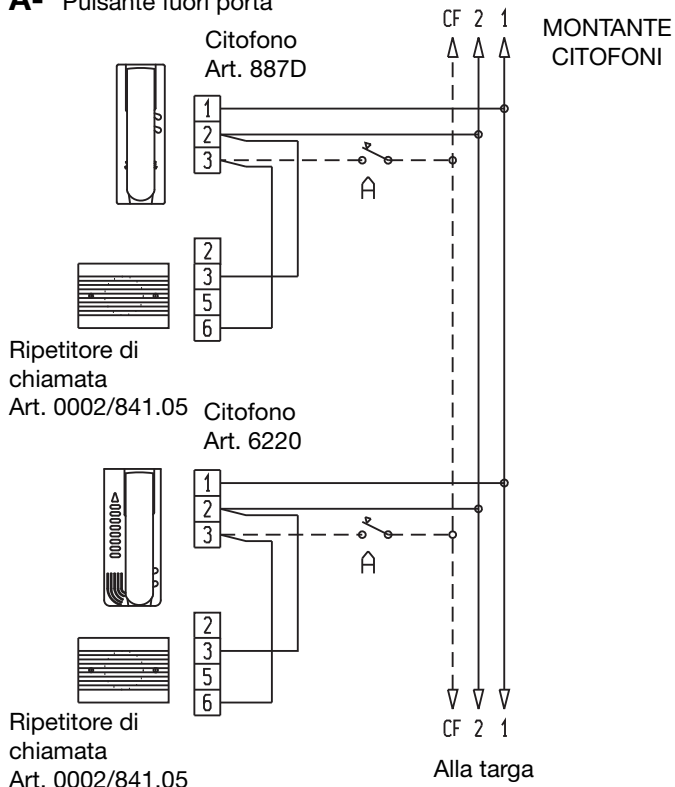 A- Pulsante fuori porta
CF 2 1
MONTANTE
CITOFONI
Citofono
Art. 887D
1
2
3
A
2
3
5
6
Ripetitore di
chiamata
Art. 0002/841.05
Citofono
Art. 6220
1
2
3
A
2
3
5
6
Ripetitore di
chiamata
Art. 0002/841.05
CF 2 1
Alla targa